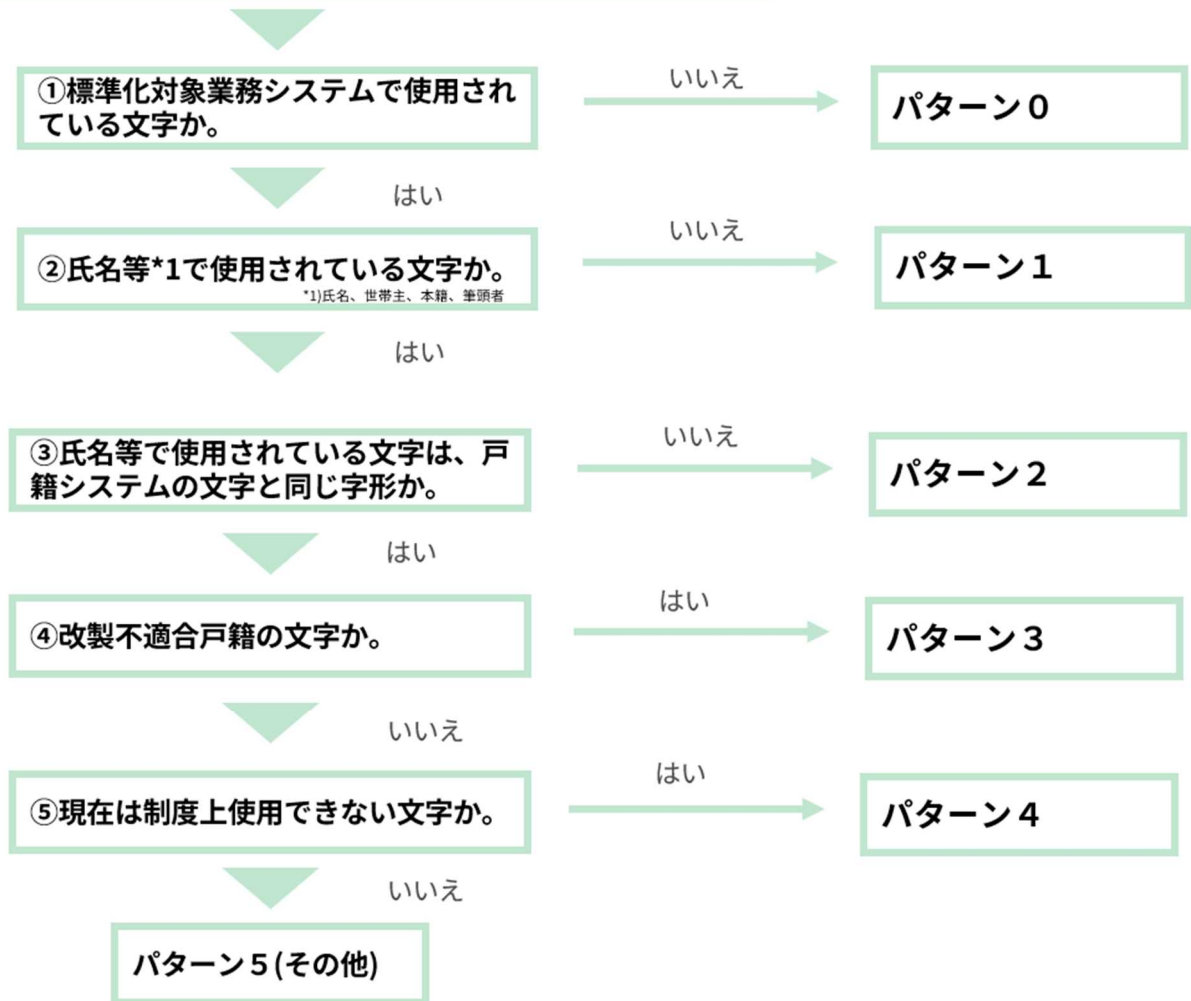 ①標準化対象業務システムで使用され
ている文字か。
いいえ
パターン０
はい
②氏名等*1で使用されている文字か。
*1)氏名、世帯主、本籍、筆頭者
いいえ
パターン１
はい
③氏名等で使用されている文字は、戸
籍システムの文字と同じ字形か。
いいえ
パターン２
はい
④改製不適合戸籍の文字か。
はい
パターン３
いいえ
⑤現在は制度上使用できない文字か。
はい
パターン４
いいえ
パターン５(その他)